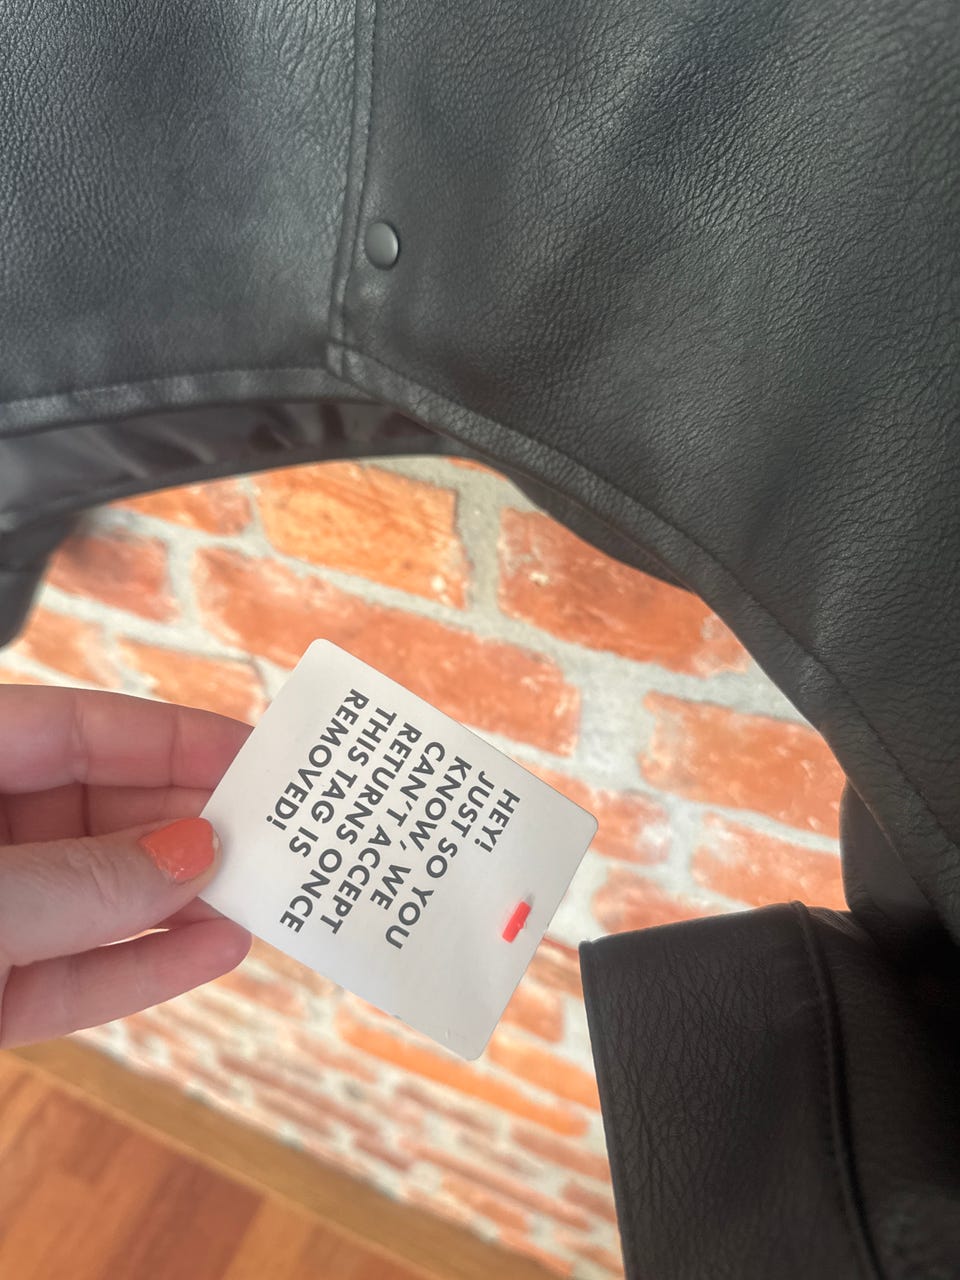 HEY!
JUST SO YOU
KNOW, WE
CAN'T ACCEPT
RETURNS ONCE
THIS TAG IS
REMOVED!